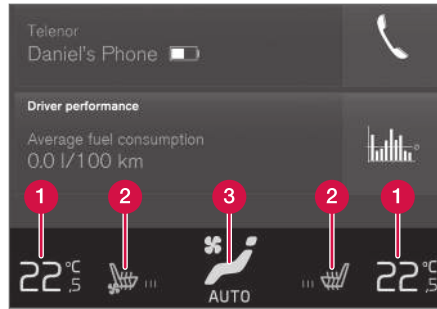 Telenor
Daniel's Phone
Driver performance
Average fuel consumption
0.0 l/100 km
1 2 3 2 1
22 °C ,5 22 °C ,5
AUTO